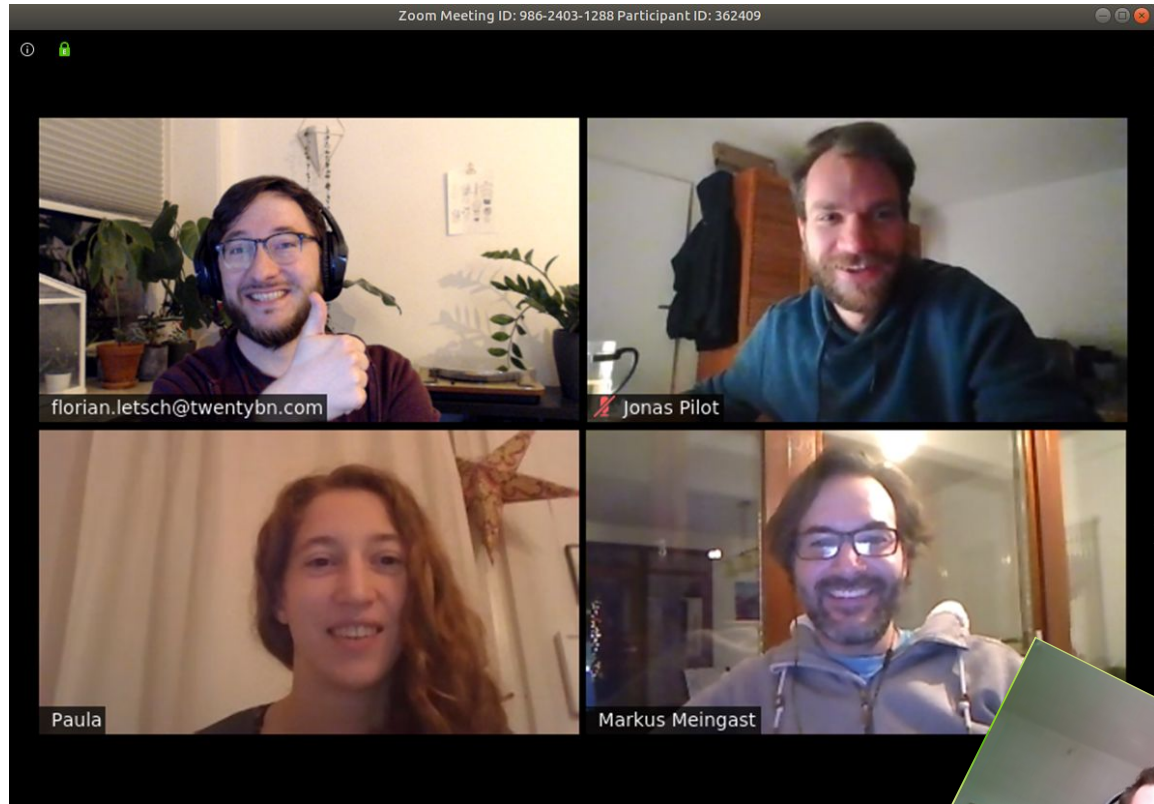 Zoom Meeting ID: 986-2403-1288 Participant ID: 362409
florian.letsch@twentybn.com
Jonas Pilot
Paula
Markus Meingast